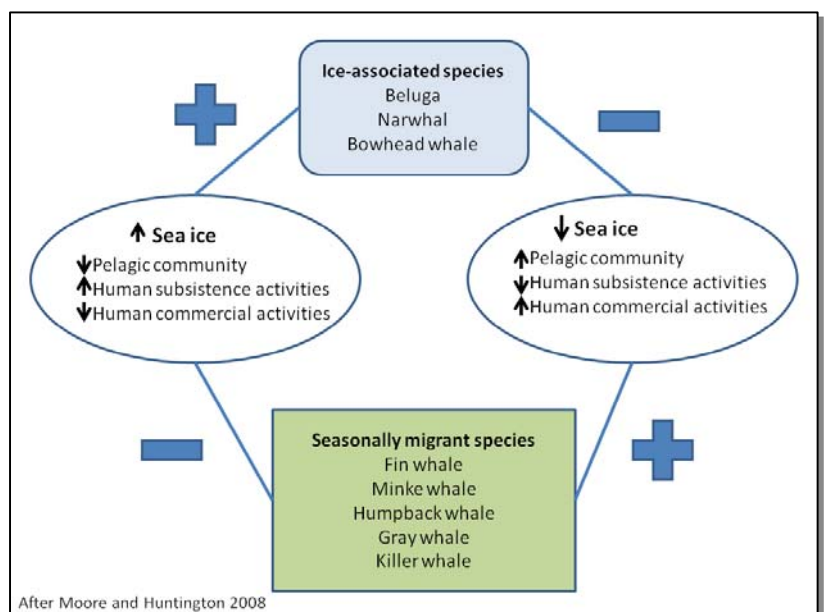 Ice-associated species
Beluga
Narwhal
Bowhead whale
↑ Sea ice
↓Pelagic community
↑Human subsistence activities
↓Human commercial activities
↓ Sea ice
↑Pelagic community
↓Human subsistence activities
↑Human commercial activities
Seasonally migrant species
Fin whale
Minke whale
Humpback whale
Gray whale
Killer whale
After Moore and Huntington 2008